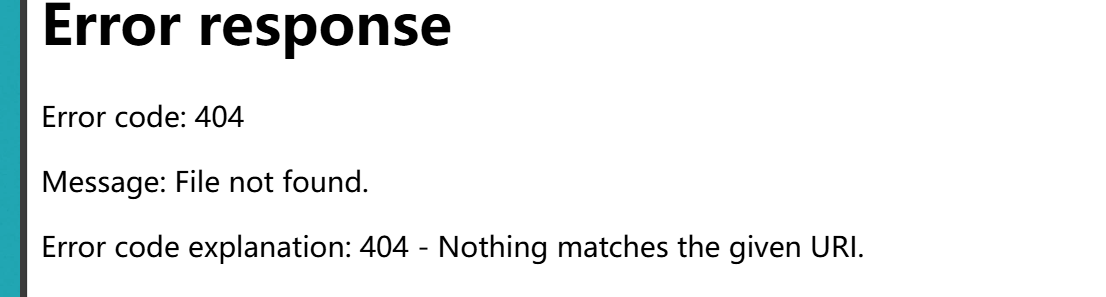 Error response
Error code: 404
Message: File not found.
Error code explanation: 404 - Nothing matches the given URI.